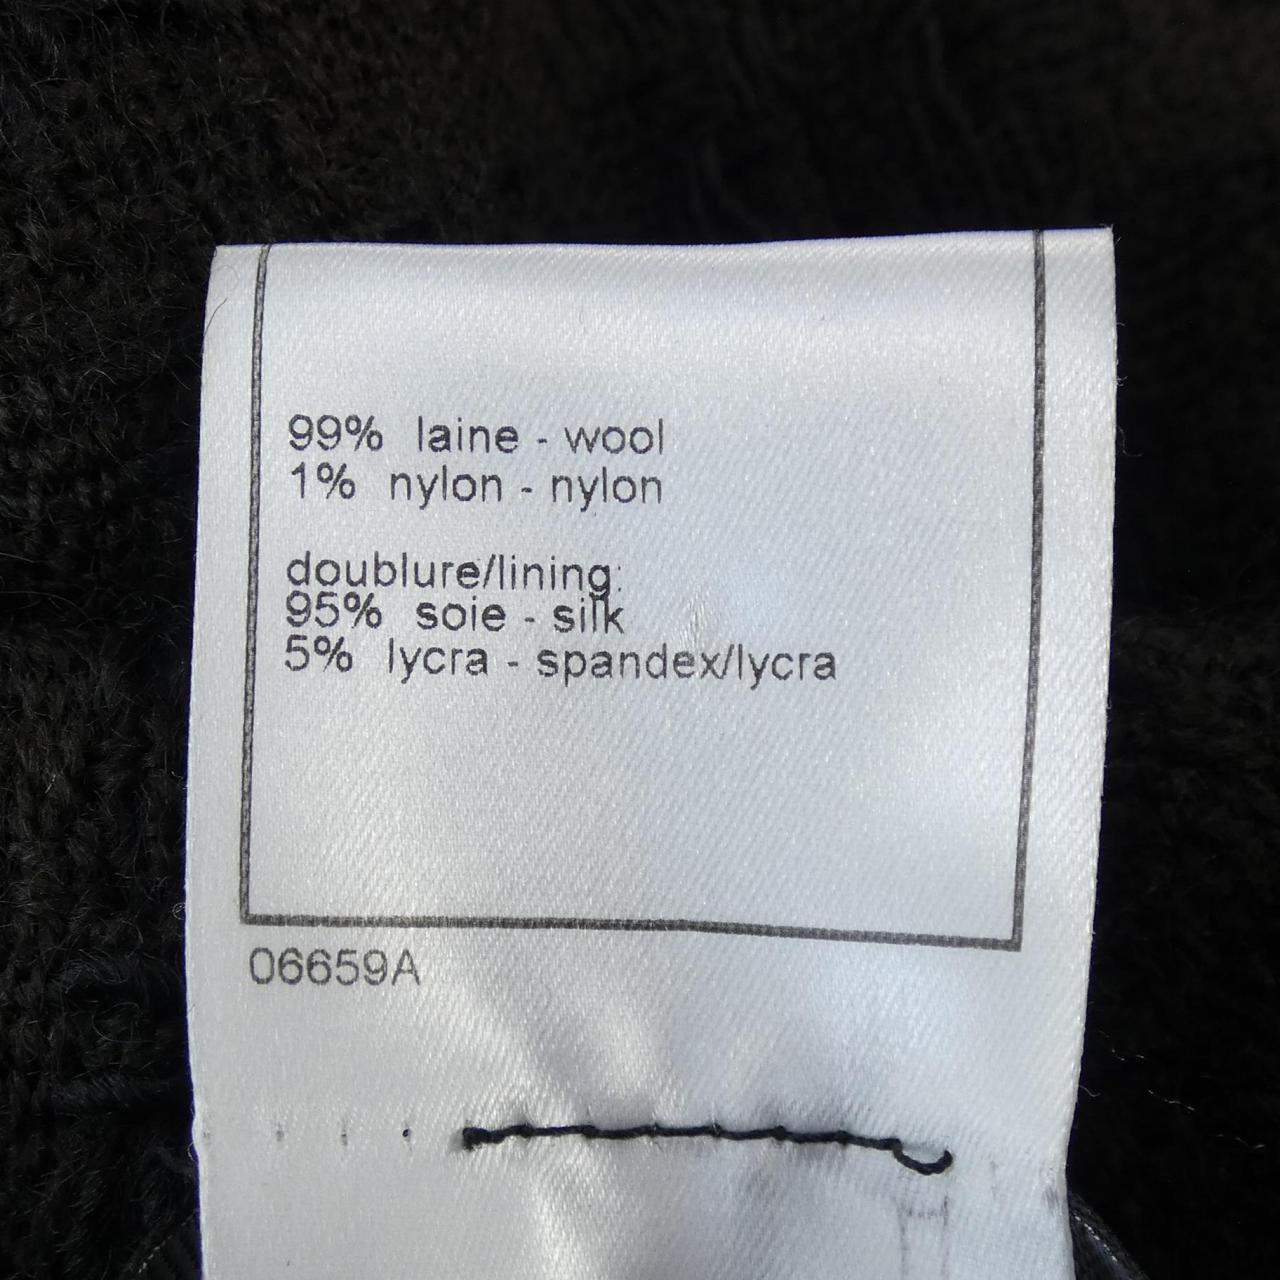 99% laine - wool
1% nylon - nylon
doublure/lining:
95% soie - silk
5% lycra - spandex/lycra
06659A